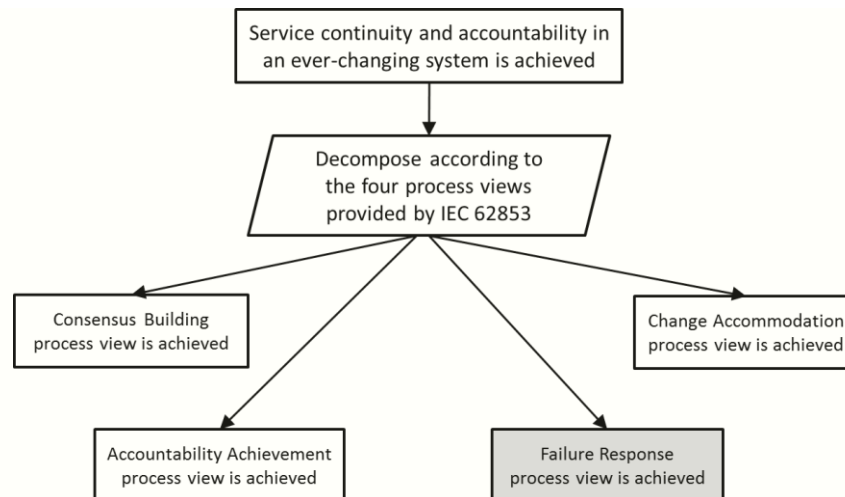 Service continuity and accountability in
an ever-changing system is achieved
Decompose according to
the four process views
provided by IEC 62853
Consensus Building
process view is achieved
Change Accommodation
process view is achieved
Accountability Achievement
process view is achieved
Failure Response
process view is achieved